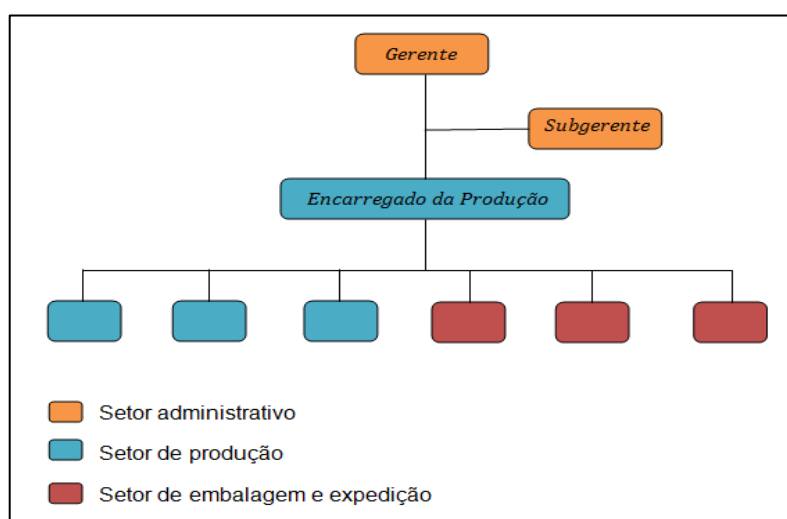 Gerente
Subgerente
Encarregado da Produção
Setor administrativo
Setor de produção
Setor de embalagem e expedição